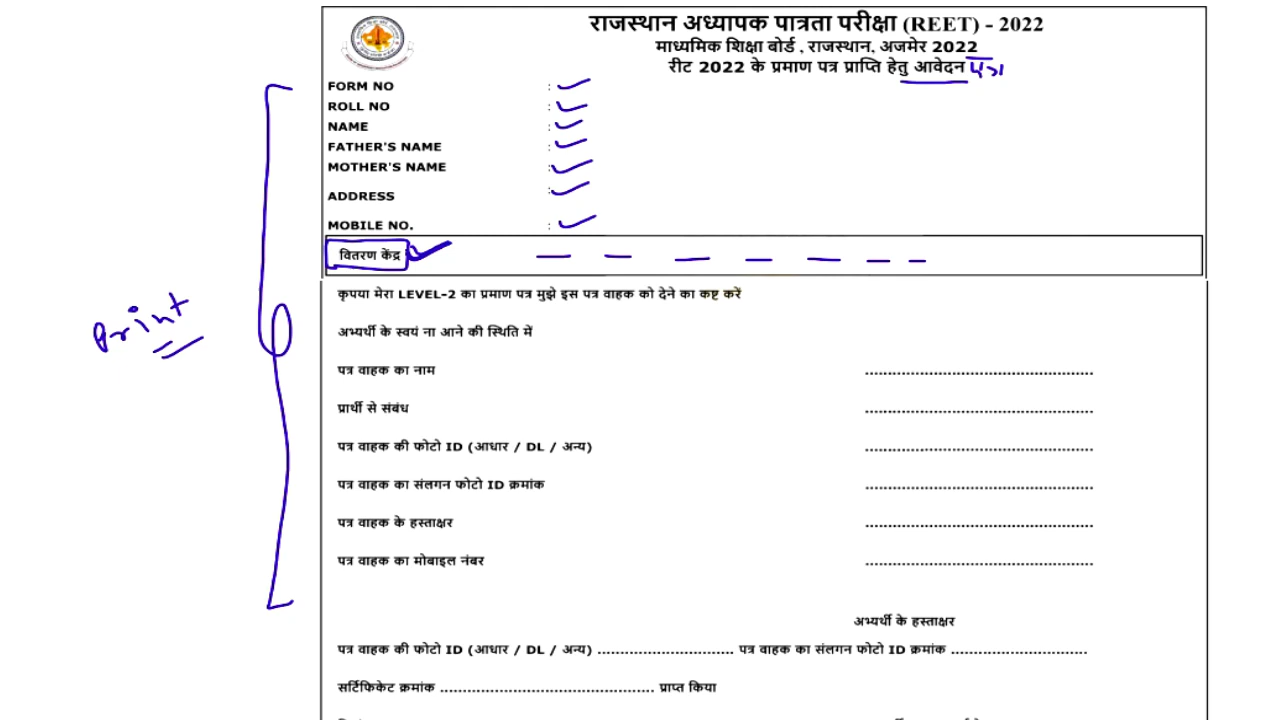 राजस्थान अध्यापक पात्रता परीक्षा (REET) - 2022
माध्यमिक शिक्षा बोर्ड , राजस्थान, अजमेर 2022
रीट 2022 के प्रमाण पत्र प्राप्ति हेतु आवेदन पत्र
FORM NO :
ROLL NO :
NAME :
FATHER'S NAME :
MOTHER'S NAME :
ADDRESS :
MOBILE NO. :
वितरण केंद्र
कृपया मेरा LEVEL-2 का प्रमाण पत्र मुझे इस पत्र वाहक को देने का कष्ट करें
Print
अभ्यर्थी के स्वयं ना आने की स्थिति में
पत्र वाहक का नाम ....................................................
प्रार्थी से संबंध ....................................................
पत्र वाहक की फोटो ID (आधार / DL / अन्य) ....................................................
पत्र वाहक का संलगन फोटो ID क्रमांक ....................................................
पत्र वाहक के हस्ताक्षर ....................................................
पत्र वाहक का मोबाइल नंबर ....................................................
अभ्यर्थी के हस्ताक्षर
पत्र वाहक की फोटो ID (आधार / DL / अन्य) .............................. पत्र वाहक का संलगन फोटो ID क्रमांक ..............................
सर्टिफिकेट क्रमांक ............................................... प्राप्त किया